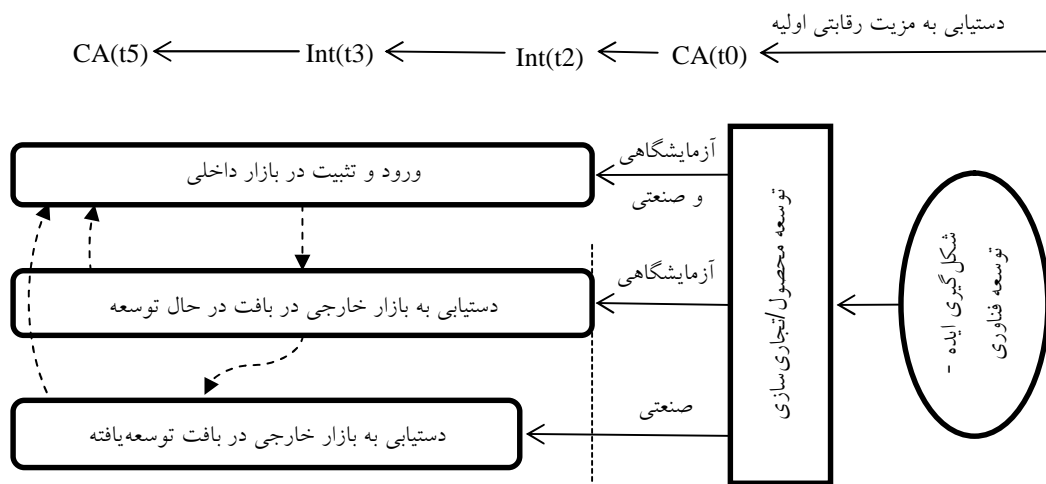 دستیابی به مزیت رقابتی اولیه
CA(t5) Int(t3) Int(t2) CA(t0)
شکل‌گیری ایده -
توسعه فناوری
توسعه محصول/تجاری‌سازی
آزمایشگاهی
و صنعتی
ورود و تثبیت در بازار داخلی
آزمایشگاهی
دستیابی به بازار خارجی در بافت در حال توسعه
صنعتی
دستیابی به بازار خارجی در بافت توسعه‌یافته